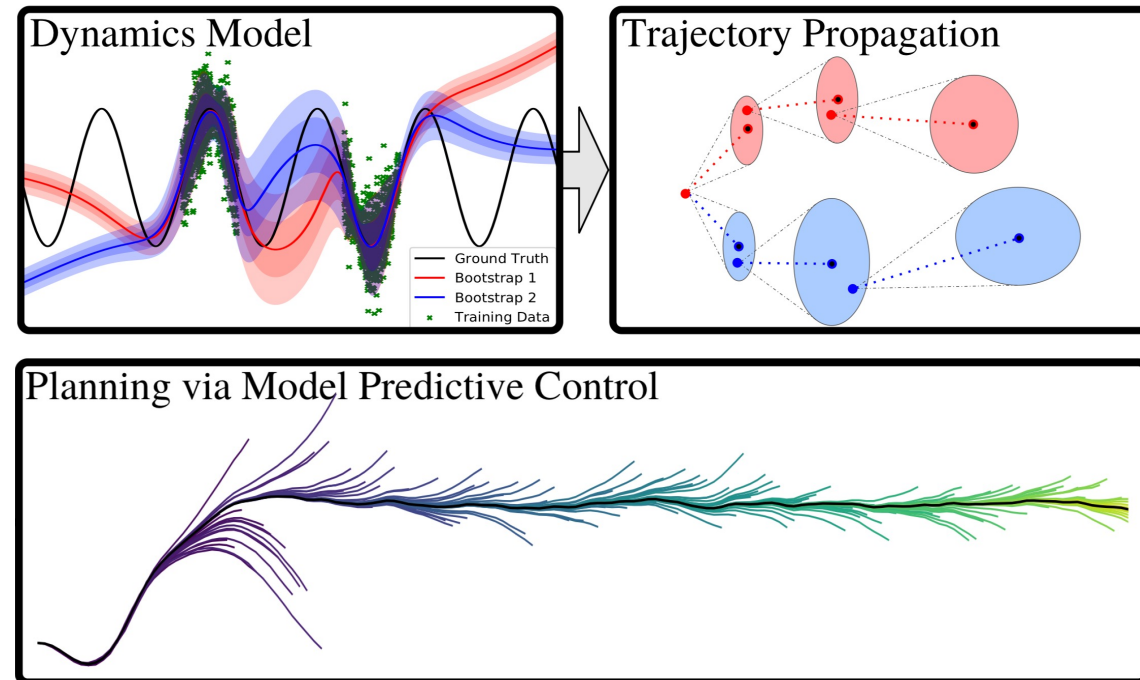 Dynamics Model
Ground Truth
Bootstrap 1
Bootstrap 2
Training Data
Trajectory Propagation
Planning via Model Predictive Control